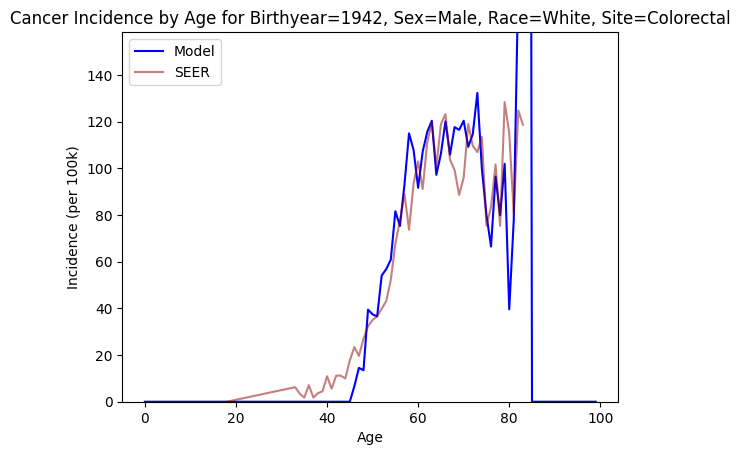 Cancer Incidence by Age for Birthyear=1942, Sex=Male, Race=White, Site=Colorectal
Model
SEER
Incidence (per 100k)
140
120
100
80
60
40
20
0
0 20 40 60 80 100
Age